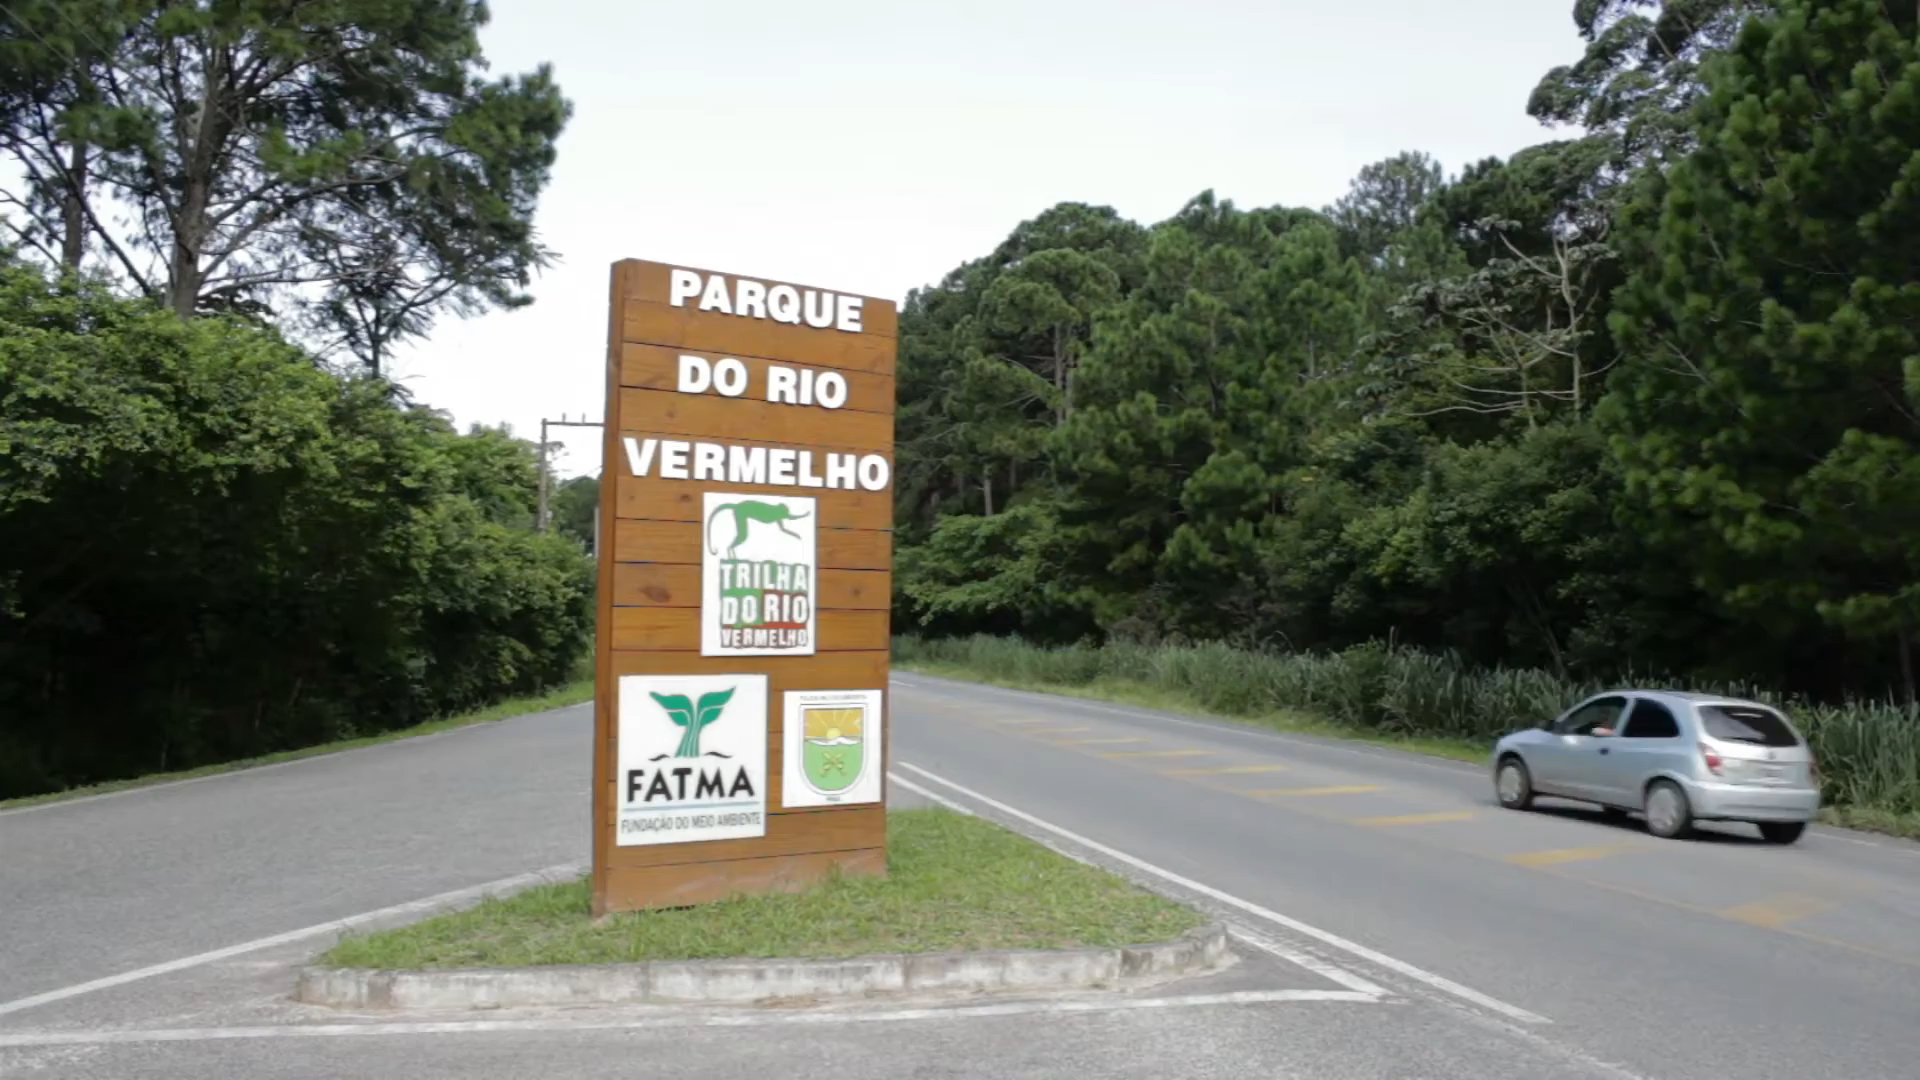 PARQUE
DO RIO
VERMELHO
TRILHA
DO RIO
VERMELHO
FATMA
FUNDAÇÃO DO MEIO AMBIENTE